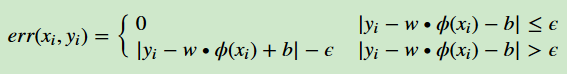 err(xᵢ, yᵢ) = { 0    |yᵢ − w • ϕ(xᵢ) − b| ≤ ϵ
|yᵢ − w • ϕ(xᵢ) + b| − ϵ    |yᵢ − w • ϕ(xᵢ) − b| > ϵ